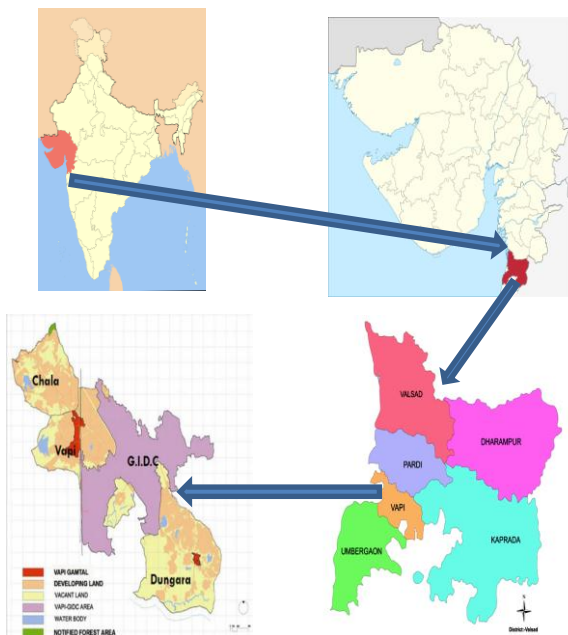 Chala
Vapi
G.I.D.C
Dungara
VAPI GAMTAL
DEVELOPING LAND
VACANT LAND
VAPI-GIDC AREA
WATER BODY
NOTIFIED FOREST AREA
VALSAD
DHARAMPUR
PARDI
VAPI
KAPRADA
UMBERGAON
N
District:-Valsad